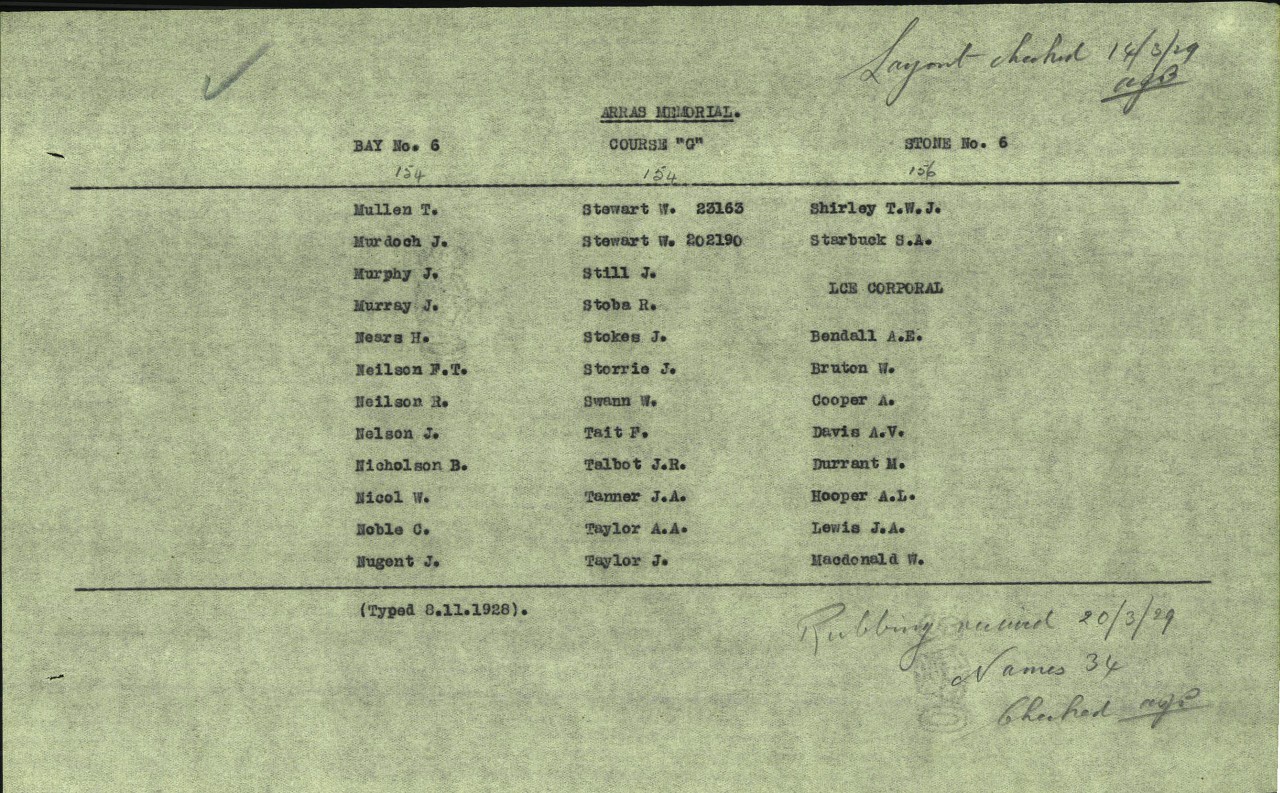 Layout checked 14/3/29
ARRAS MEMORIAL.
BAY No. 6 COURSE "G" STONE No. 6
154 154 156
Mullen T. Stewart W. 23163 Shirley T.W.J.
Murdoch J. Stewart W. 202190 Starbuck S.A.
Murphy J. Still J.
LCE CORPORAL
Murray J. Stoba R.
Nears H. Stokes J. Bendall A.E.
Neilson F.T. Storrie J. Bruton W.
Neilson R. Swann W. Cooper A.
Nelson J. Tait F. Davis A.V.
Nicholson B. Talbot J.R. Durrant M.
Nicol W. Tanner J.A. Hooper A.L.
Noble C. Taylor A.A. Lewis J.A.
Nugent J. Taylor J. Macdonald W.
(Typed 8.11.1928).
Rubbing received 20/3/29
Names 34
Checked